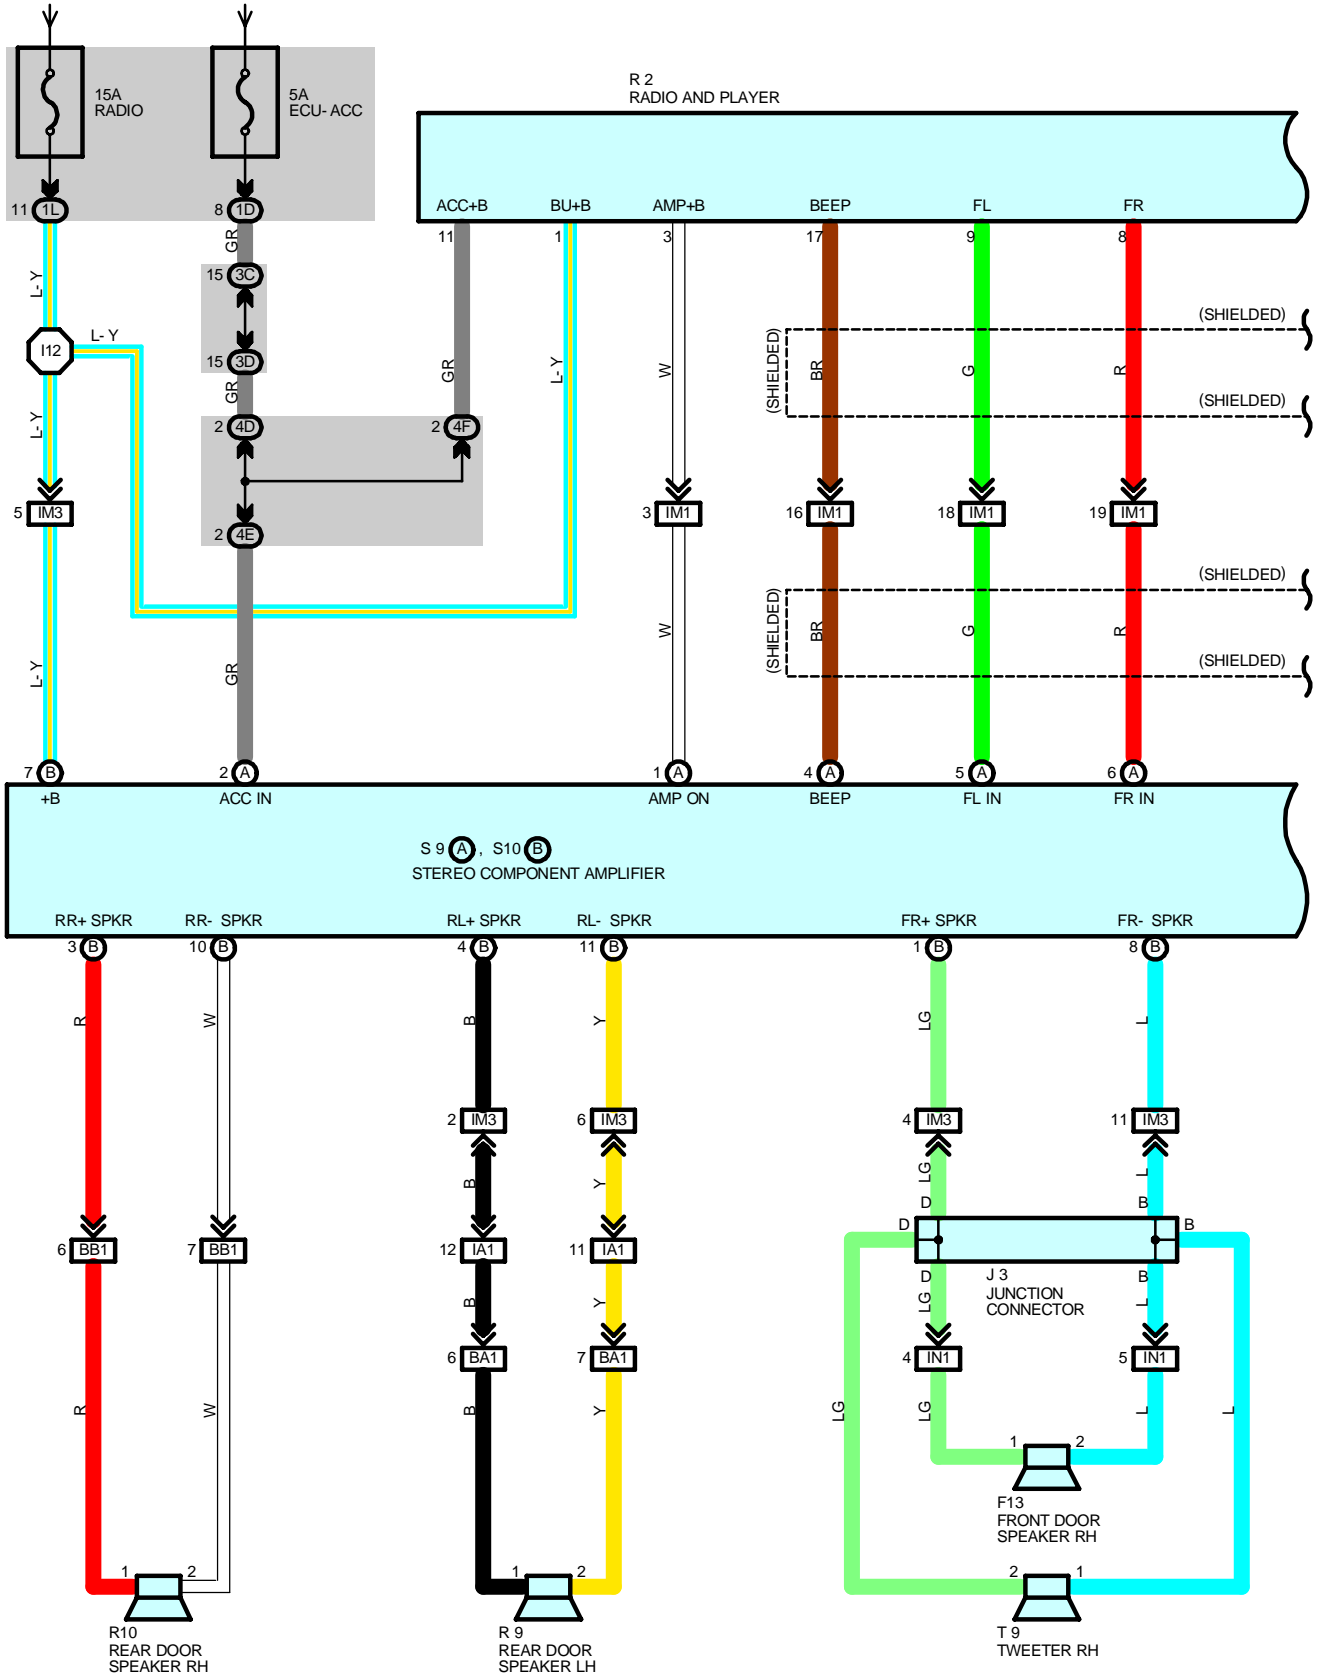 15A
RADIO
5A
ECU- ACC
R 2
RADIO AND PLAYER
11 1L
8 1D
ACC+B BU+B AMP+B BEEP FL FR
11 1 3 17 9 8
GR
15 3C
L- Y
(SHIELDED)
I12
L- Y
15 3D
(SHIELDED)
GR
GR
L- Y
W
BR
G
R
(SHIELDED)
L- Y
2 4D
2 4F
5 IM3
3 IM1
16 IM1
18 IM1
19 IM1
2 4E
(SHIELDED)
(SHIELDED)
W
BR
G
R
L- Y
GR
(SHIELDED)
7 B
2 A
1 A
4 A
5 A
6 A
+B ACC IN AMP ON BEEP FL IN FR IN
S 9 A , S10 B
STEREO COMPONENT AMPLIFIER
RR+ SPKR RR- SPKR RL+ SPKR RL- SPKR FR+ SPKR FR- SPKR
3 B
10 B
4 B
11 B
1 B
8 B
R
W
B
Y
LG
L
2 IM3
6 IM3
4 IM3
11 IM3
B
Y
LG
L
D
B
D
B
6 BB1
7 BB1
12 IA1
11 IA1
D
B
J 3
JUNCTION
CONNECTOR
B
Y
LG
L
6 BA1
7 BA1
4 IN1
5 IN1
R
W
B
Y
LG
LG
L
L
1 2
F13
FRONT DOOR
SPEAKER RH
1 2
1 2
2 1
R10
REAR DOOR
SPEAKER RH
R 9
REAR DOOR
SPEAKER LH
T 9
TWEETER RH